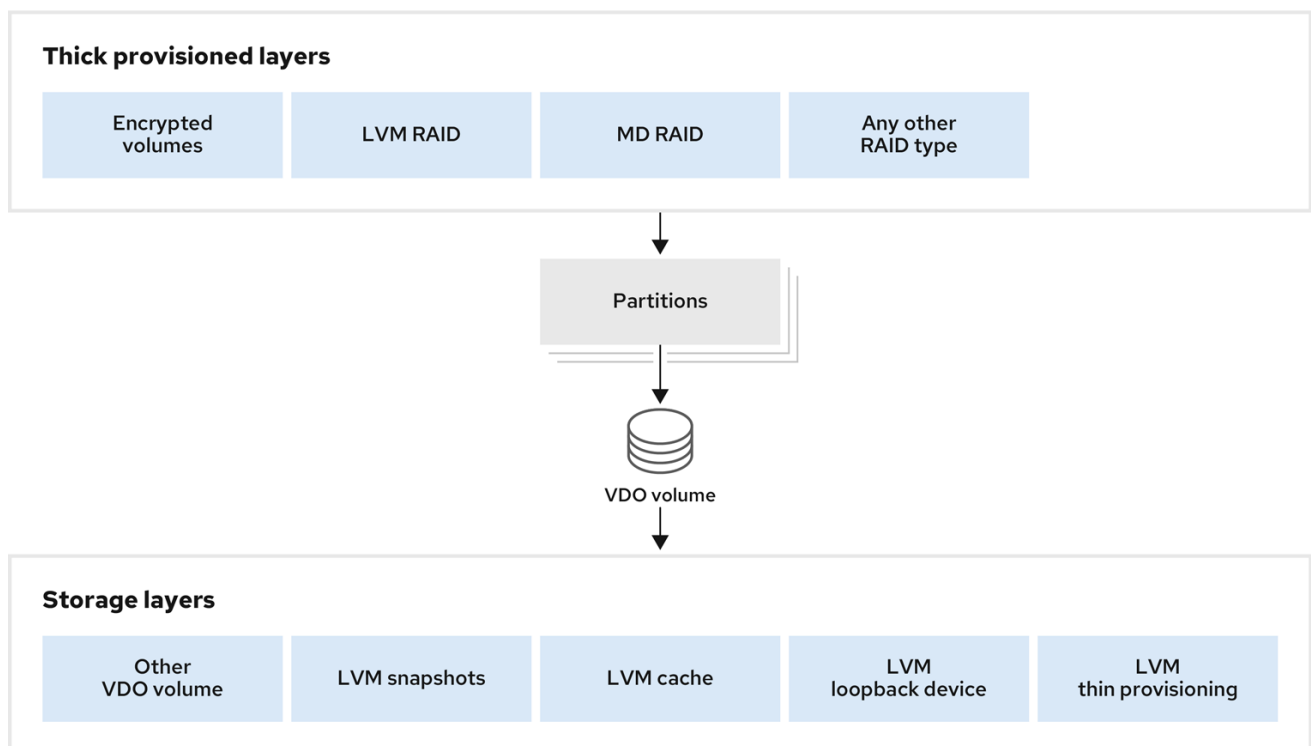 Thick provisioned layers
Encrypted
volumes
LVM RAID
MD RAID
Any other
RAID type
Partitions
VDO volume
Storage layers
Other
VDO volume
LVM snapshots
LVM cache
LVM
loopback device
LVM
thin provisioning